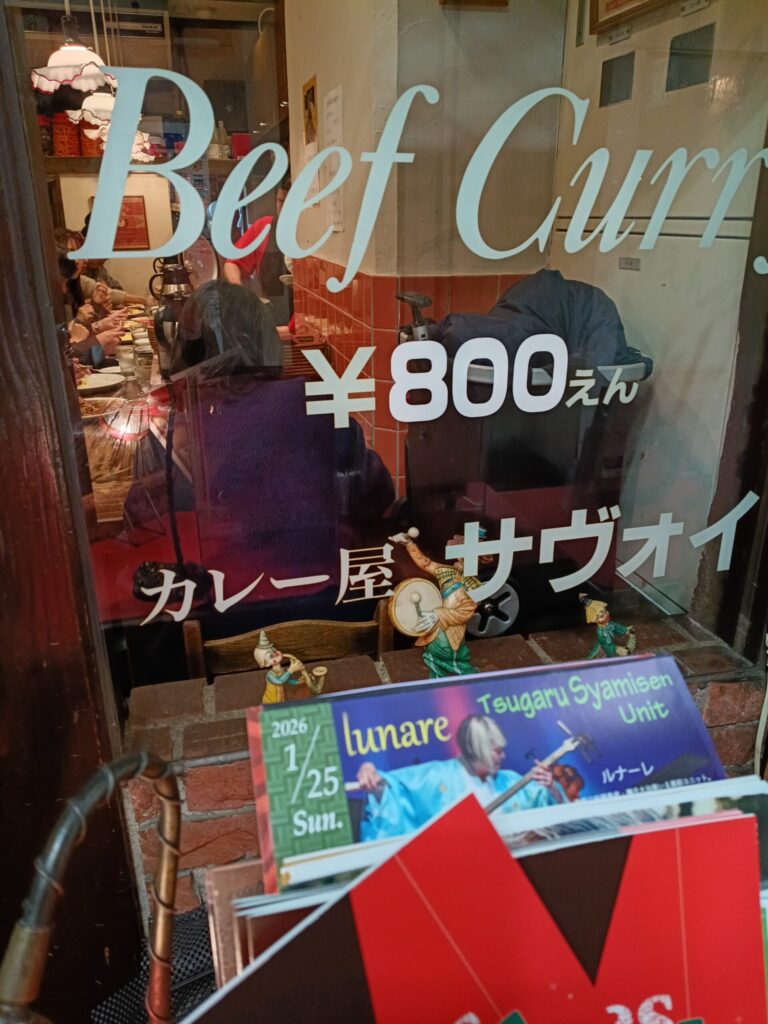 Beef Curry
¥800えん
カレー屋 サヴォイ
2026
1/25
Sun.
lunare
Tsugaru Syamisen
Unit
ルナーレ